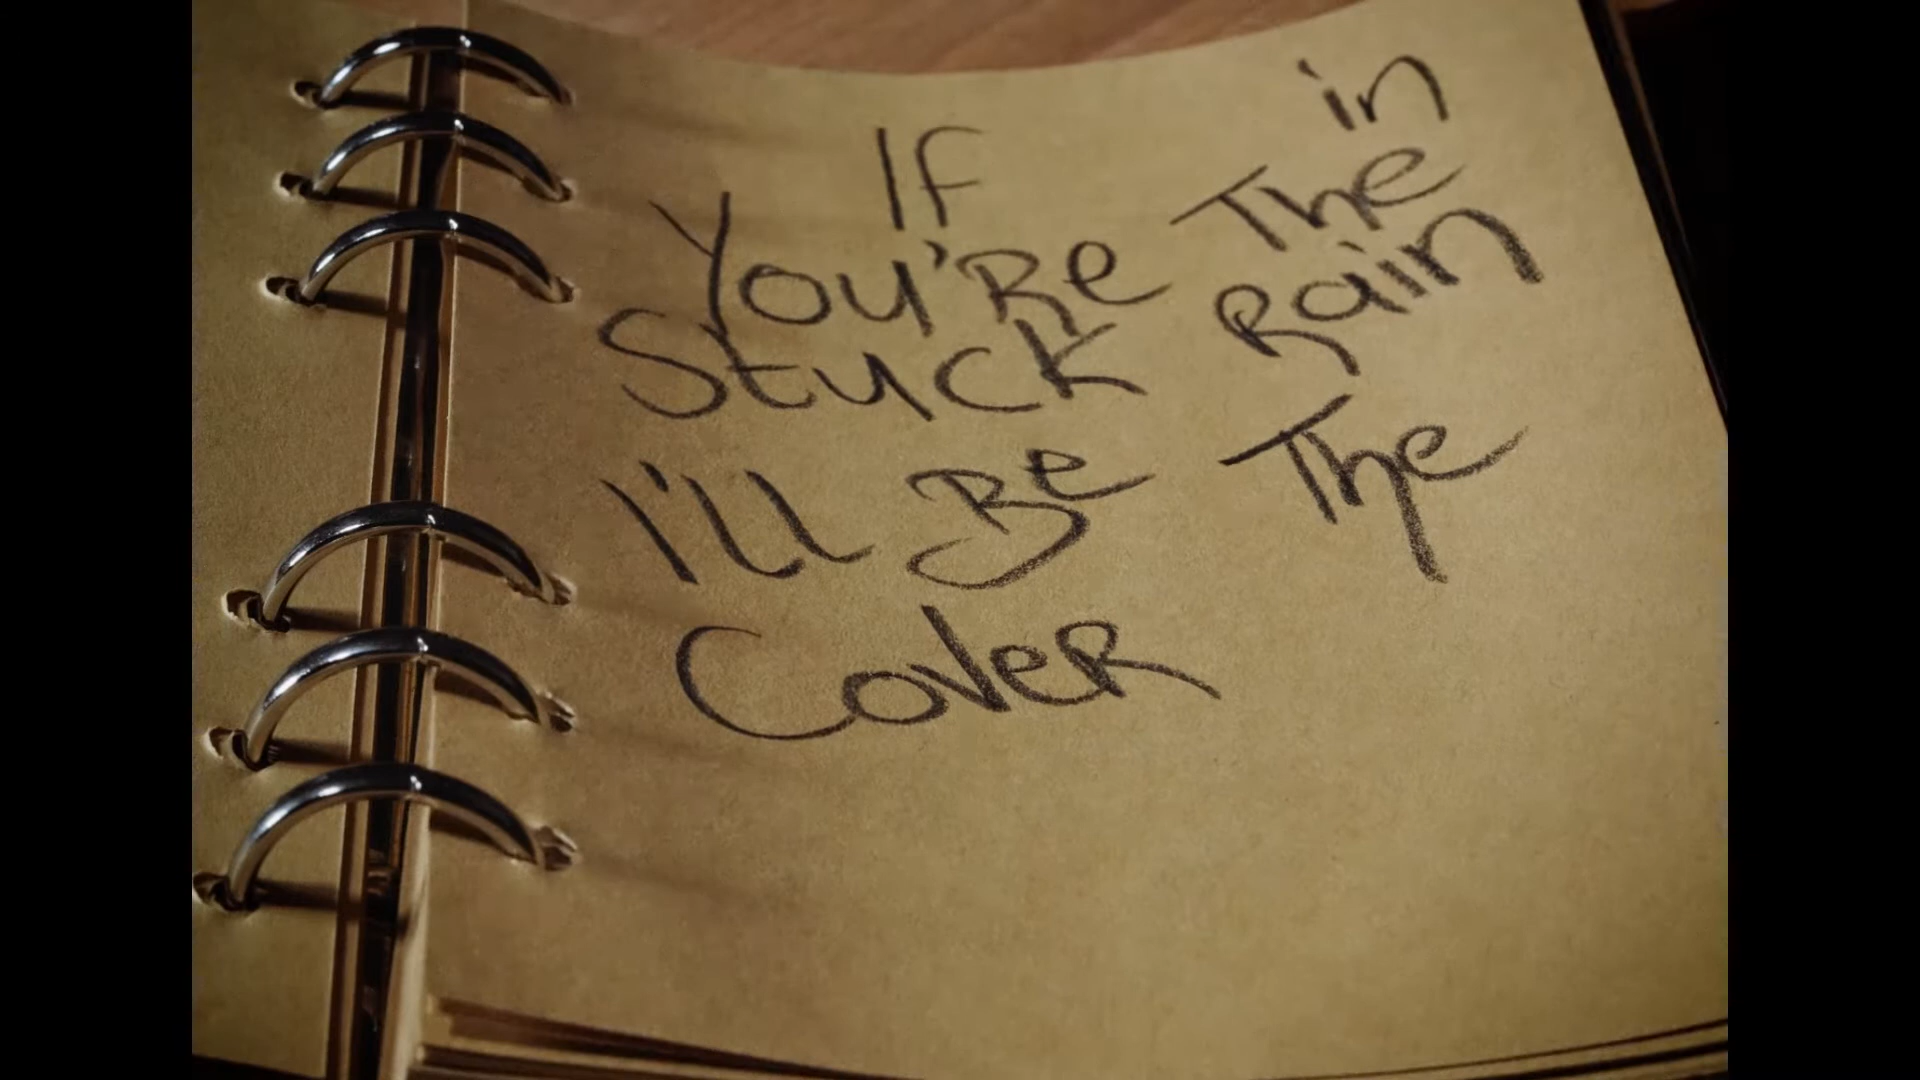 If
You're
Stuck
in
The
Rain
I'll Be The
Cover